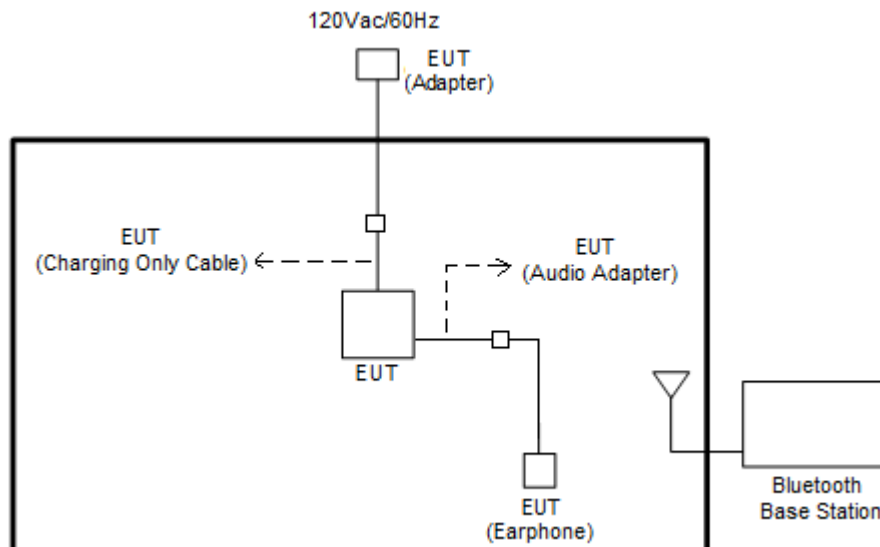 120Vac/60Hz
EUT
(Adapter)
EUT
(Charging Only Cable)
EUT
(Audio Adapter)
EUT
EUT
(Earphone)
Bluetooth
Base Station